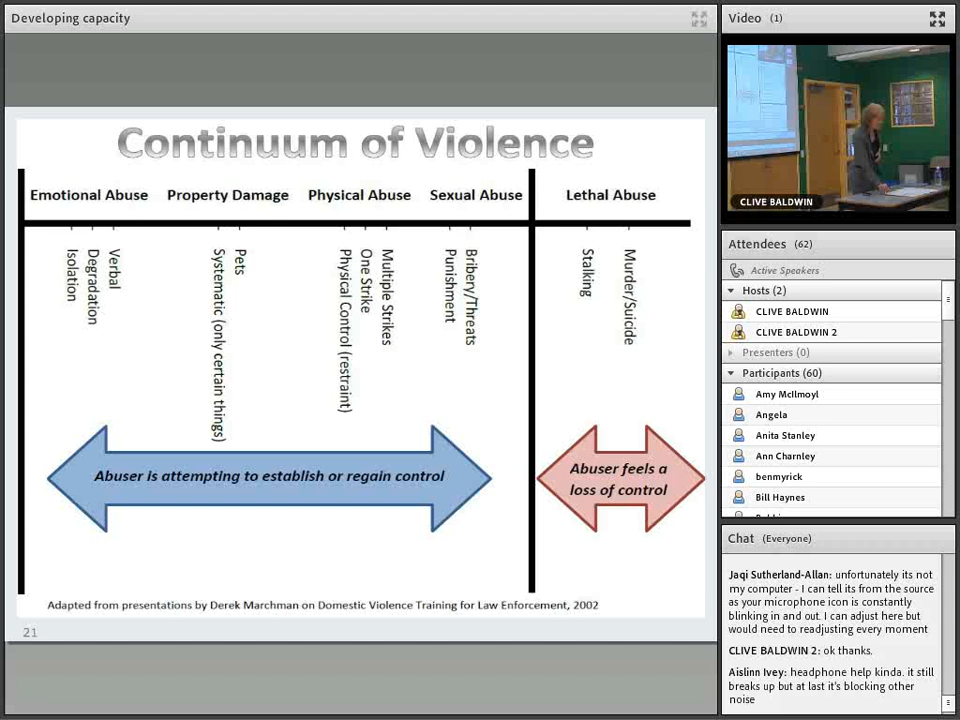 Developing capacity
Continuum of Violence
Emotional Abuse
Property Damage
Physical Abuse
Sexual Abuse
Lethal Abuse
Isolation
Degradation
Verbal
Systematic (only certain things)
Pets
Physical Control (restraint)
One Strike
Multiple Strikes
Punishment
Bribery/Threats
Stalking
Murder/Suicide
Abuser is attempting to establish or regain control
Abuser feels a
loss of control
Adapted from presentations by Derek Marchman on Domestic Violence Training for Law Enforcement, 2002
21
Video (1)
CLIVE BALDWIN
Attendees (62)
Active Speakers
Hosts (2)
CLIVE BALDWIN
CLIVE BALDWIN 2
Presenters (0)
Participants (60)
Amy McIlmoyl
Angela
Anita Stanley
Ann Charnley
benmyrick
Bill Haynes
Chat (Everyone)
Jaqi Sutherland-Allan: unfortunately its not
my computer - I can tell its from the source
as your microphone icon is constantly
blinking in and out. I can adjust here but
would need to readjusting every moment
CLIVE BALDWIN 2: ok thanks.
Aislinn Ivey: headphone help kinda. it still
breaks up but at last it's blocking other
noise